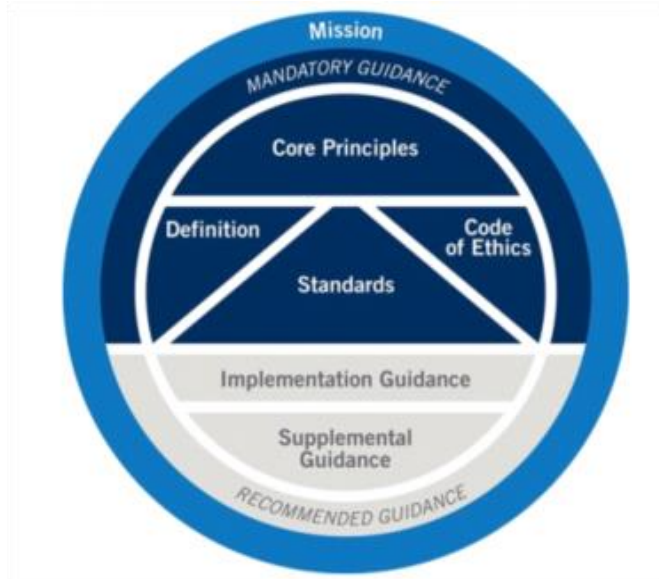 Mission
MANDATORY GUIDANCE
Core Principles
Definition
Code
of Ethics
Standards
Implementation Guidance
Supplemental
Guidance
RECOMMENDED GUIDANCE